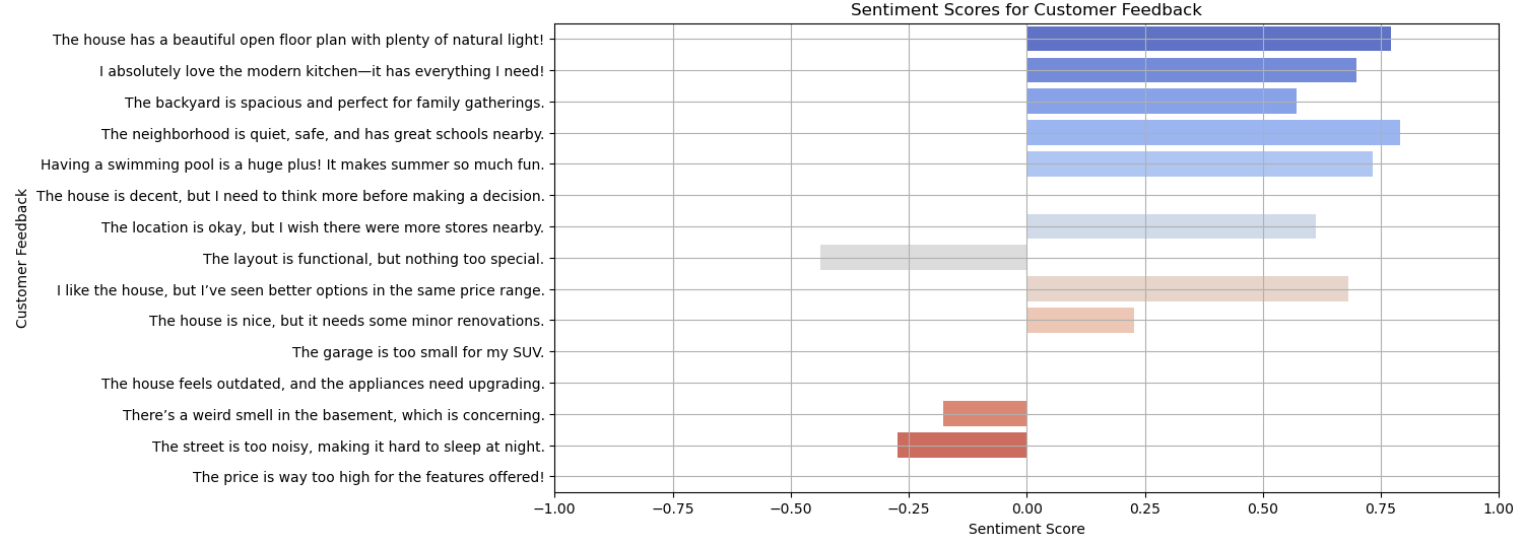 Sentiment Scores for Customer Feedback
The house has a beautiful open floor plan with plenty of natural light!
I absolutely love the modern kitchen—it has everything I need!
The backyard is spacious and perfect for family gatherings.
The neighborhood is quiet, safe, and has great schools nearby.
Having a swimming pool is a huge plus! It makes summer so much fun.
The house is decent, but I need to think more before making a decision.
The location is okay, but I wish there were more stores nearby.
The layout is functional, but nothing too special.
I like the house, but I’ve seen better options in the same price range.
The house is nice, but it needs some minor renovations.
The garage is too small for my SUV.
The house feels outdated, and the appliances need upgrading.
There’s a weird smell in the basement, which is concerning.
The street is too noisy, making it hard to sleep at night.
The price is way too high for the features offered!
Customer Feedback
−1.00 −0.75 −0.50 −0.25 0.00 0.25 0.50 0.75 1.00
Sentiment Score